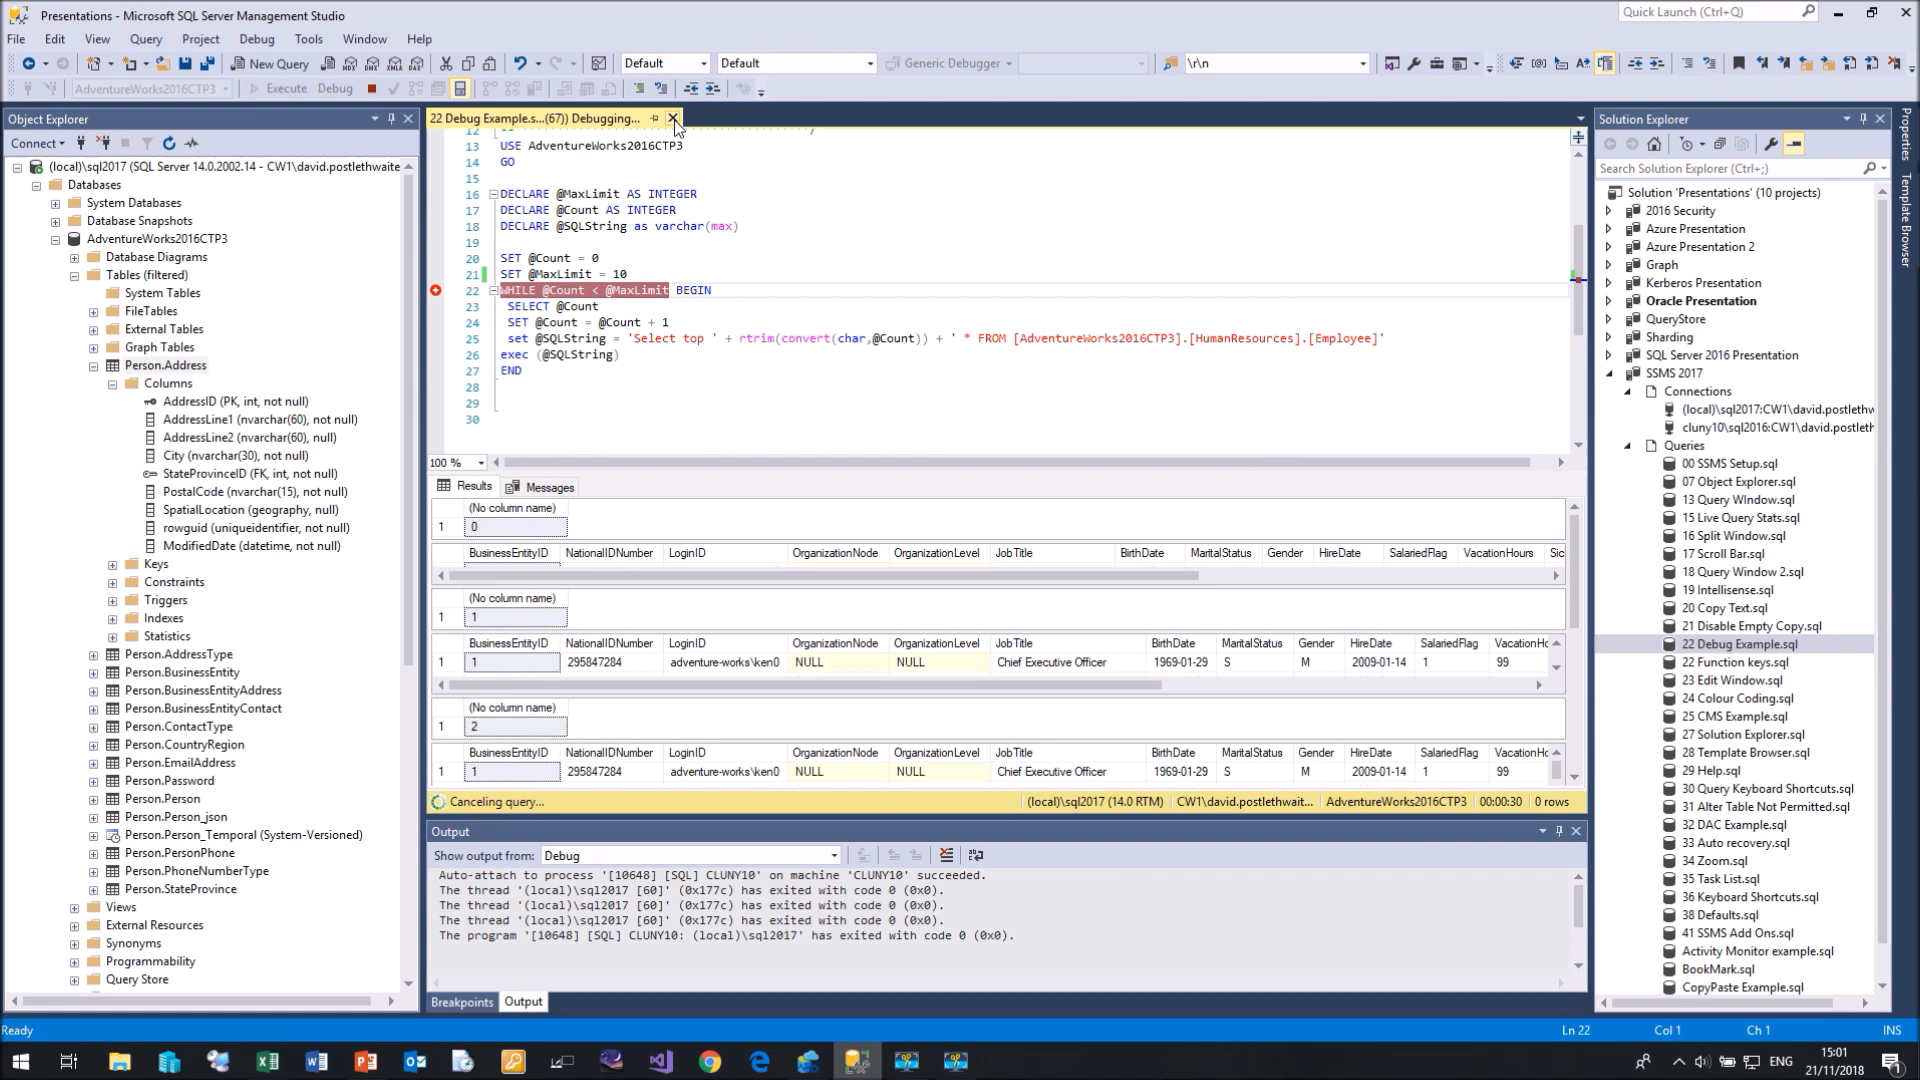 Presentations - Microsoft SQL Server Management Studio
Quick Launch (Ctrl+Q)
File Edit View Query Project Debug Tools Window Help
New Query
Default
Default
Generic Debugger
\r\n
AdventureWorks2016CTP3
Execute Debug
Object Explorer
Connect
(local)\sql2017 (SQL Server 14.0.2002.14 - CW1\david.postlethwaite
Databases
System Databases
Database Snapshots
AdventureWorks2016CTP3
Database Diagrams
Tables (filtered)
System Tables
FileTables
External Tables
Graph Tables
Person.Address
Columns
AddressID (PK, int, not null)
AddressLine1 (nvarchar(60), not null)
AddressLine2 (nvarchar(60), null)
City (nvarchar(30), not null)
StateProvinceID (FK, int, not null)
PostalCode (nvarchar(15), not null)
SpatialLocation (geography, null)
rowguid (uniqueidentifier, not null)
ModifiedDate (datetime, not null)
Keys
Constraints
Triggers
Indexes
Statistics
Person.AddressType
Person.BusinessEntity
Person.BusinessEntityAddress
Person.BusinessEntityContact
Person.ContactType
Person.CountryRegion
Person.EmailAddress
Person.Password
Person.Person
Person.Person_json
Person.Person_Temporal (System-Versioned)
Person.PersonPhone
Person.PhoneNumberType
Person.StateProvince
Views
External Resources
Synonyms
Programmability
Query Store
22 Debug Example.s...(67)) Debugging...
12
13 USE AdventureWorks2016CTP3
14 GO
15
16 DECLARE @MaxLimit AS INTEGER
17 DECLARE @Count AS INTEGER
18 DECLARE @SQLString as varchar(max)
19
20 SET @Count = 0
21 SET @MaxLimit = 10
22 WHILE @Count < @MaxLimit BEGIN
23 SELECT @Count
24 SET @Count = @Count + 1
25 set @SQLString = 'Select top ' + rtrim(convert(char,@Count)) + ' * FROM [AdventureWorks2016CTP3].[HumanResources].[Employee]'
26 exec (@SQLString)
27 END
28
29
30
100 %
Results Messages
(No column name)
1 0
BusinessEntityID NationalIDNumber LoginID OrganizationNode OrganizationLevel JobTitle BirthDate MaritalStatus Gender HireDate SalariedFlag VacationHours Sic
(No column name)
1 1
BusinessEntityID NationalIDNumber LoginID OrganizationNode OrganizationLevel JobTitle BirthDate MaritalStatus Gender HireDate SalariedFlag VacationHo
1 1 295847284 adventure-works\ken0 NULL NULL Chief Executive Officer 1969-01-29 S M 2009-01-14 1 99
(No column name)
1 2
BusinessEntityID NationalIDNumber LoginID OrganizationNode OrganizationLevel JobTitle BirthDate MaritalStatus Gender HireDate SalariedFlag VacationHo
1 1 295847284 adventure-works\ken0 NULL NULL Chief Executive Officer 1969-01-29 S M 2009-01-14 1 99
Canceling query... (local)\sql2017 (14.0 RTM) CW1\david.postlethwait... AdventureWorks2016CTP3 00:00:30 0 rows
Output
Show output from: Debug
Auto-attach to process '[10648] [SQL] CLUNY10' on machine 'CLUNY10' succeeded.
The thread '(local)\sql2017 [60]' (0x177c) has exited with code 0 (0x0).
The thread '(local)\sql2017 [60]' (0x177c) has exited with code 0 (0x0).
The thread '(local)\sql2017 [60]' (0x177c) has exited with code 0 (0x0).
The program '[10648] [SQL] CLUNY10: (local)\sql2017' has exited with code 0 (0x0).
Breakpoints Output
Solution Explorer
Search Solution Explorer (Ctrl+;)
Solution 'Presentations' (10 projects)
2016 Security
Azure Presentation
Azure Presentation 2
Graph
Kerberos Presentation
Oracle Presentation
QueryStore
Sharding
SQL Server 2016 Presentation
SSMS 2017
Connections
(local)\sql2017:CW1\david.postlethw
cluny10\sql2016:CW1\david.postleth
Queries
00 SSMS Setup.sql
07 Object Explorer.sql
13 Query WIndow.sql
15 Live Query Stats.sql
16 Split Window.sql
17 Scroll Bar.sql
18 Query Window 2.sql
19 Intellisense.sql
20 Copy Text.sql
21 Disable Empty Copy.sql
22 Debug Example.sql
22 Function keys.sql
23 Edit Window.sql
24 Colour Coding.sql
25 CMS Example.sql
27 Solution Explorer.sql
28 Template Browser.sql
29 Help.sql
30 Query Keyboard Shortcuts.sql
31 Alter Table Not Permitted.sql
32 DAC Example.sql
33 Auto recovery.sql
34 Zoom.sql
35 Task List.sql
36 Keyboard Shortcuts.sql
38 Defaults.sql
41 SSMS Add Ons.sql
Activity Monitor example.sql
BookMark.sql
CopyPaste Example.sql
Properties
Template Browser
Ready Ln 22 Col 1 Ch 1 INS
ENG
15:01
21/11/2018
1